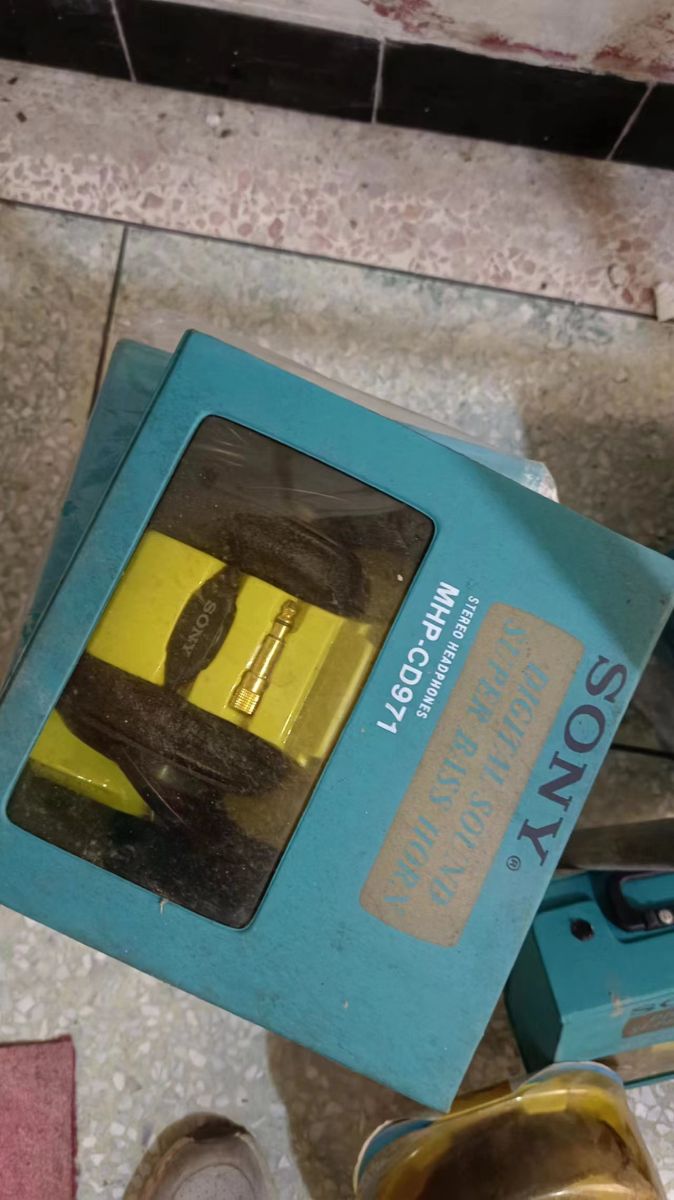 SONY®
DIGITAL SOUND
SUPER BASS HORN
STEREO HEADPHONES
MHP-CD971
SONY